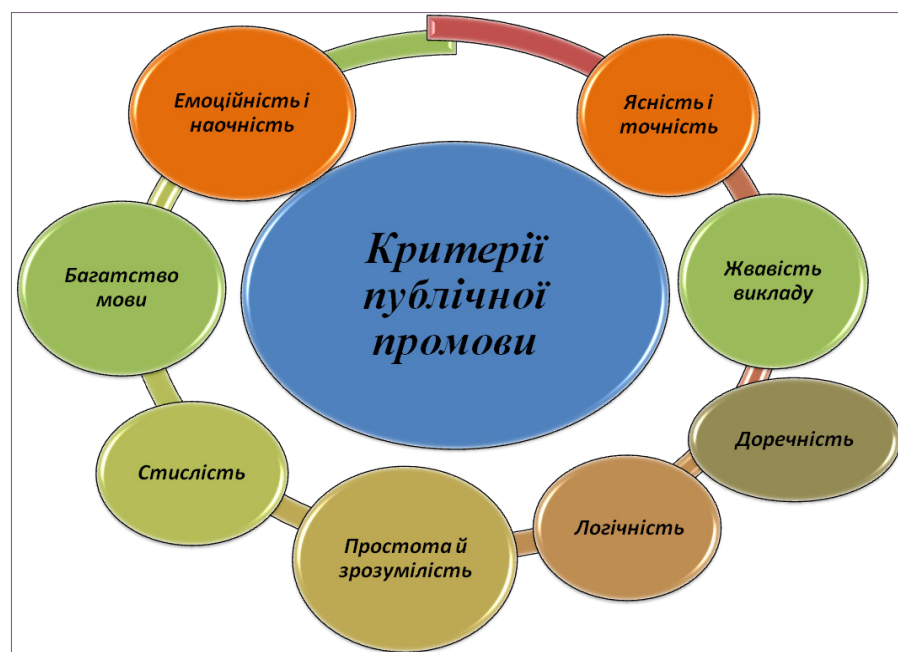 Критерії
публічної
промови
Ясність і
точність
Жвавість
викладу
Доречність
Логічність
Простота й
зрозумілість
Стислість
Багатство
мови
Емоційність і
наочність